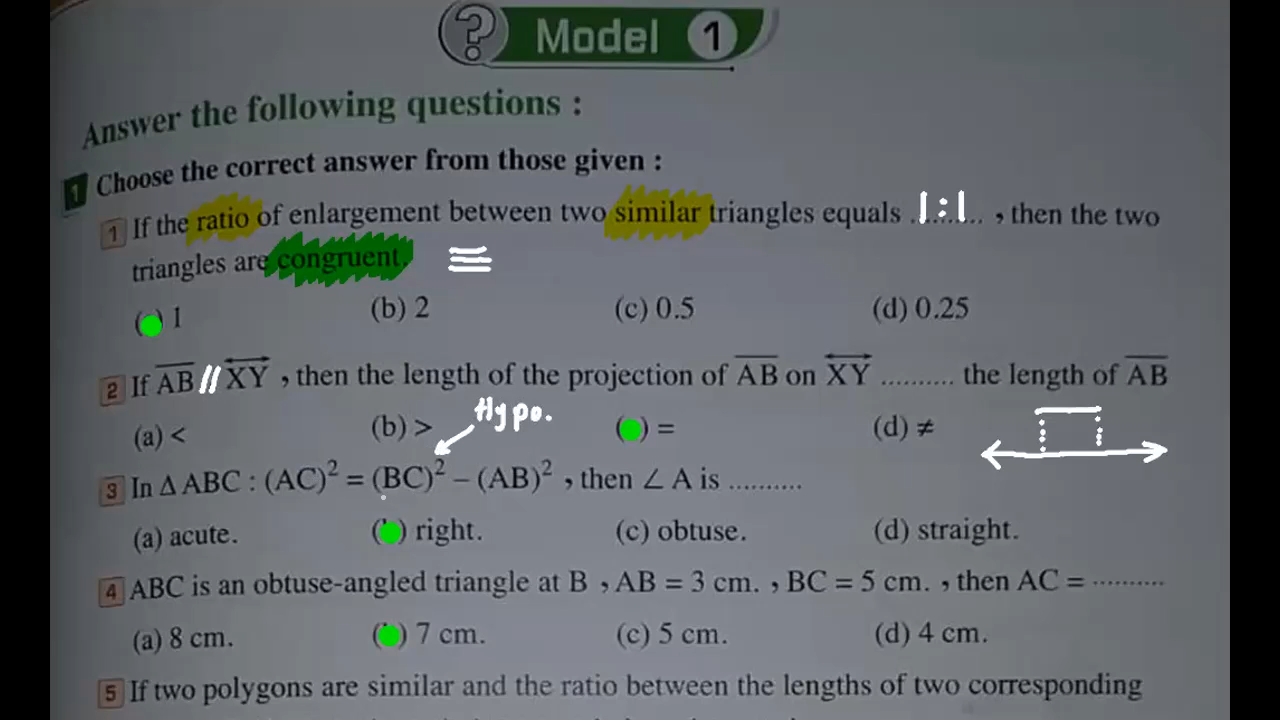 ? Model 1
Answer the following questions :
1 Choose the correct answer from those given :
1 If the ratio of enlargement between two similar triangles equals 1:1 ........ , then the two
triangles are congruent. ≡
( ) 1 (b) 2 (c) 0.5 (d) 0.25
2 If AB // XY , then the length of the projection of AB on XY .......... the length of AB
(a) < (b) > ( ) = (d) ≠
Hypo.
3 In Δ ABC : (AC)² = (BC)² – (AB)² , then ∠ A is ..........
(a) acute. ( ) right. (c) obtuse. (d) straight.
4 ABC is an obtuse-angled triangle at B , AB = 3 cm. , BC = 5 cm. , then AC = ..........
(a) 8 cm. ( ) 7 cm. (c) 5 cm. (d) 4 cm.
5 If two polygons are similar and the ratio between the lengths of two corresponding